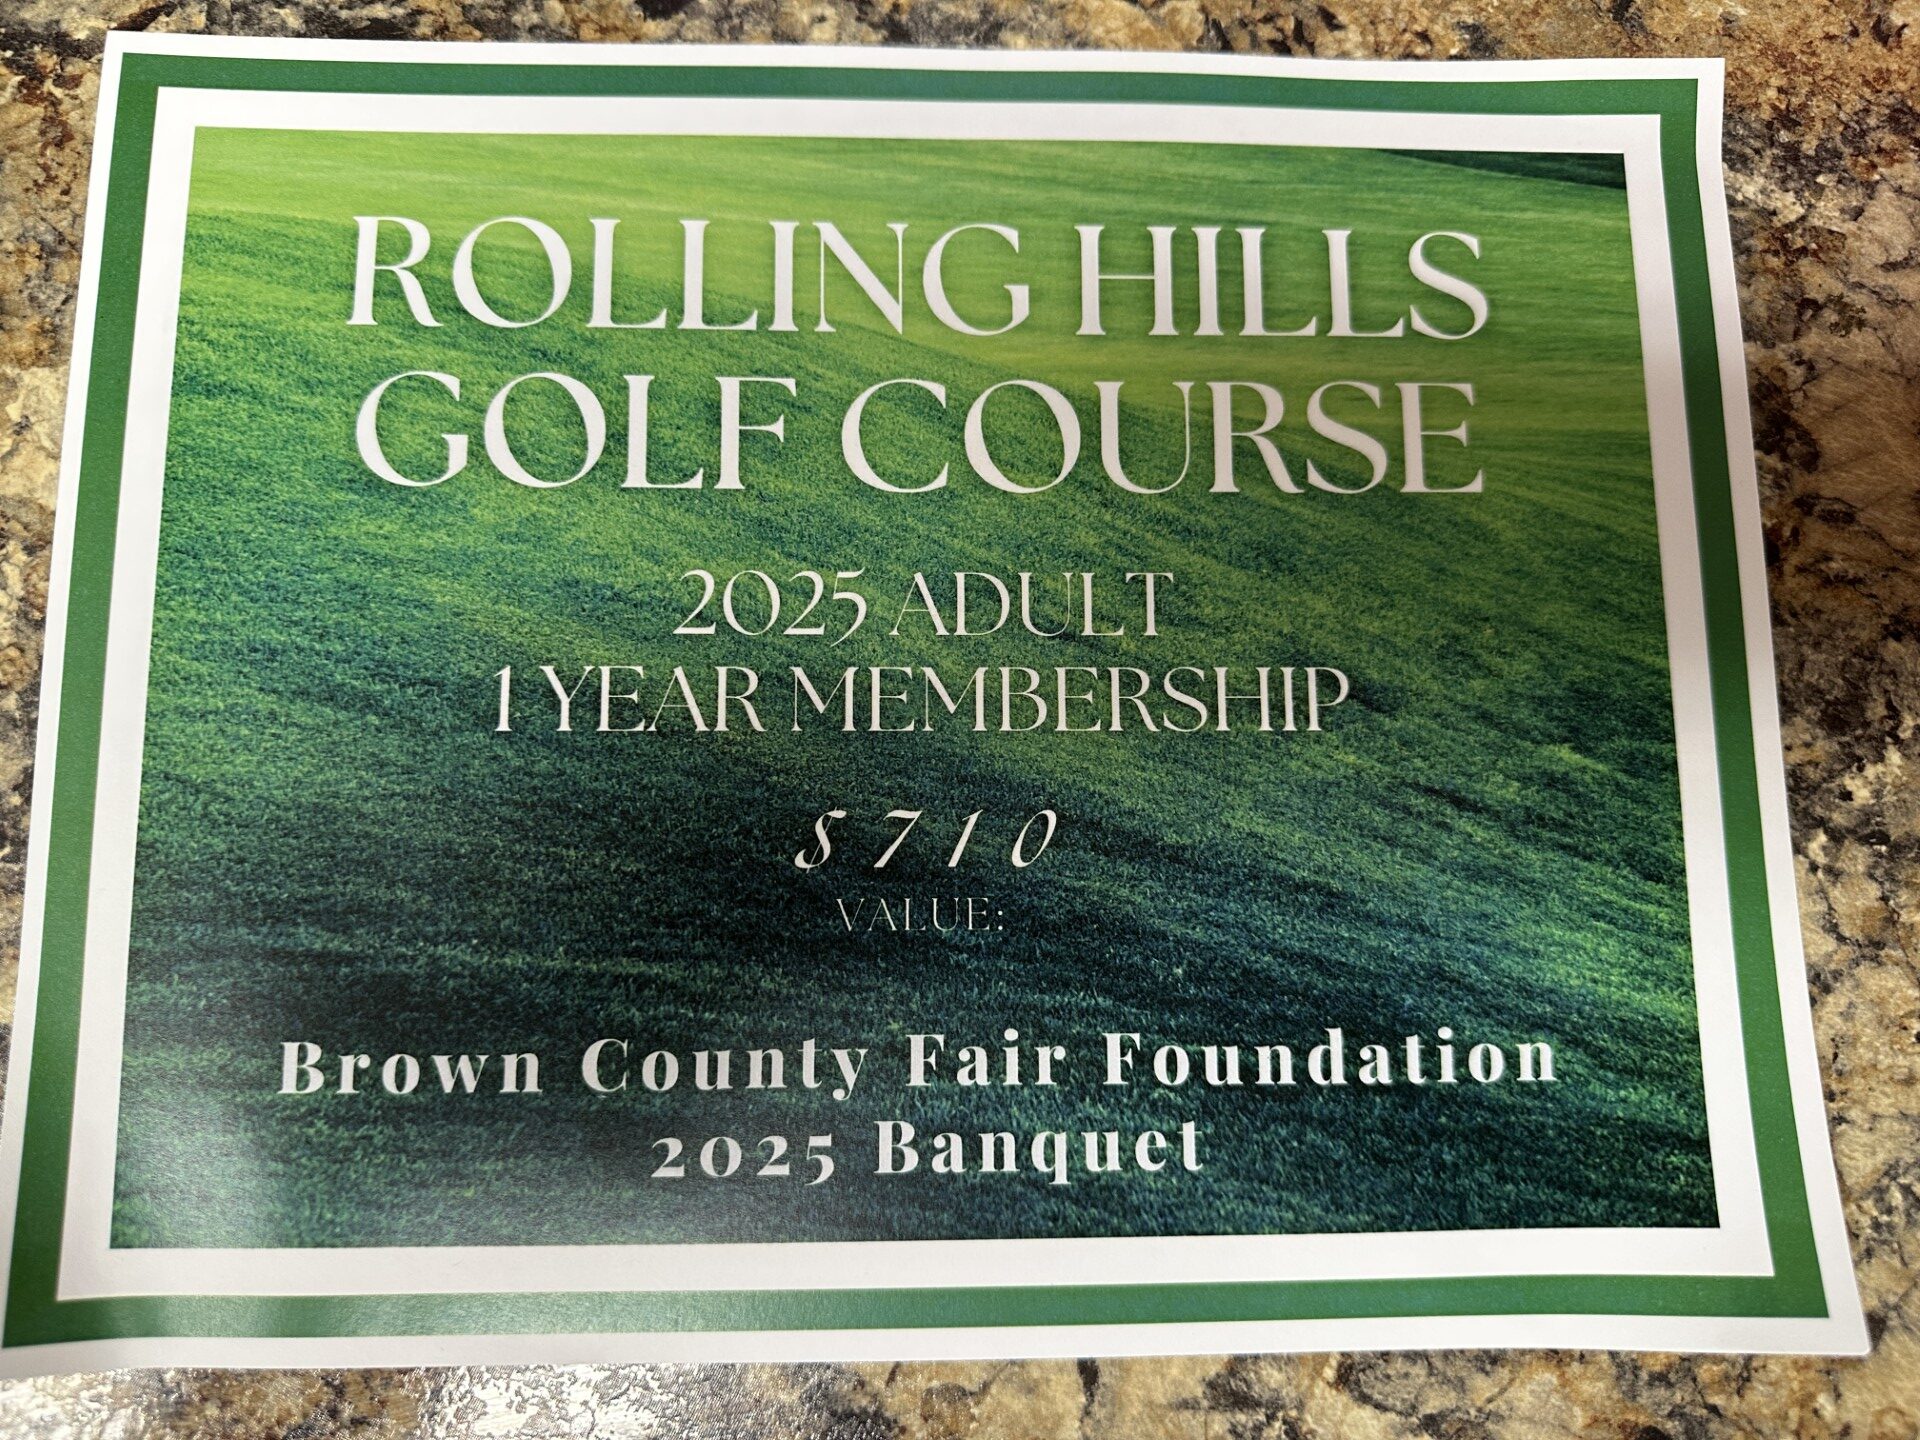 ROLLING HILLS
GOLF COURSE
2025 ADULT
1 YEAR MEMBERSHIP
$710
VALUE:
Brown County Fair Foundation
2025 Banquet